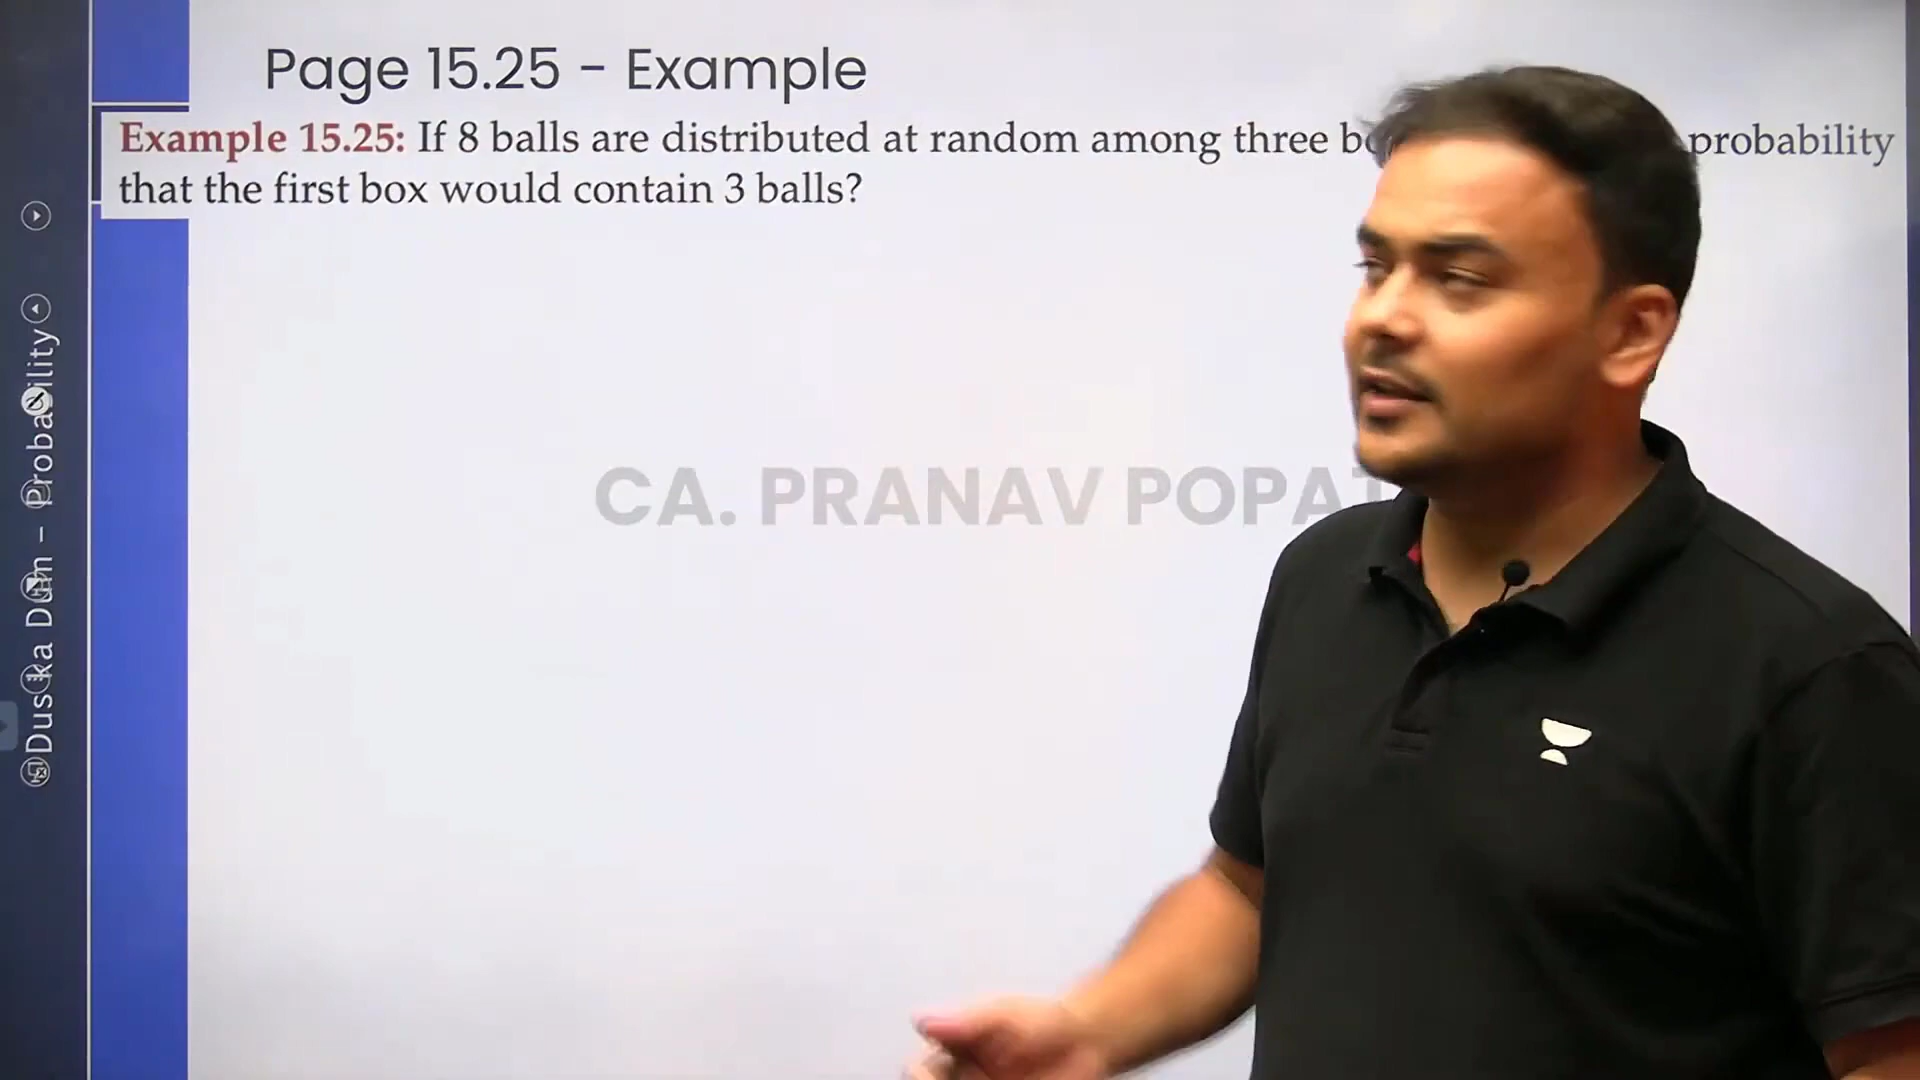 Page 15.25 - Example
Example 15.25: If 8 balls are distributed at random among three probability
that the first box would contain 3 balls?
CA. PRANAV POPAT
Dus ka Dum - Probability